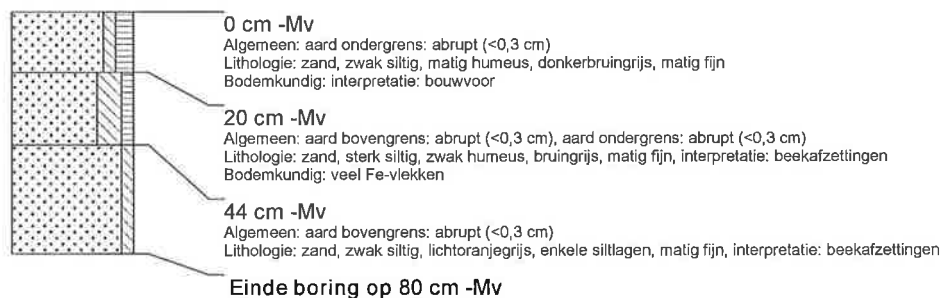 0 cm -Mv
Algemeen: aard ondergrens: abrupt (<0,3 cm)
Lithologie: zand, zwak siltig, matig humeus, donkerbruingrijs, matig fijn
Bodemkundig: interpretatie: bouwvoor
20 cm -Mv
Algemeen: aard bovengrens: abrupt (<0,3 cm), aard ondergrens: abrupt (<0,3 cm)
Lithologie: zand, sterk siltig, zwak humeus, bruingrijs, matig fijn, interpretatie: beekafzettingen
Bodemkundig: veel Fe-vlekken
44 cm -Mv
Algemeen: aard bovengrens: abrupt (<0,3 cm)
Lithologie: zand, zwak siltig, lichtoranjegrijs, enkele siltlagen, matig fijn, interpretatie: beekafzettingen
Einde boring op 80 cm -Mv